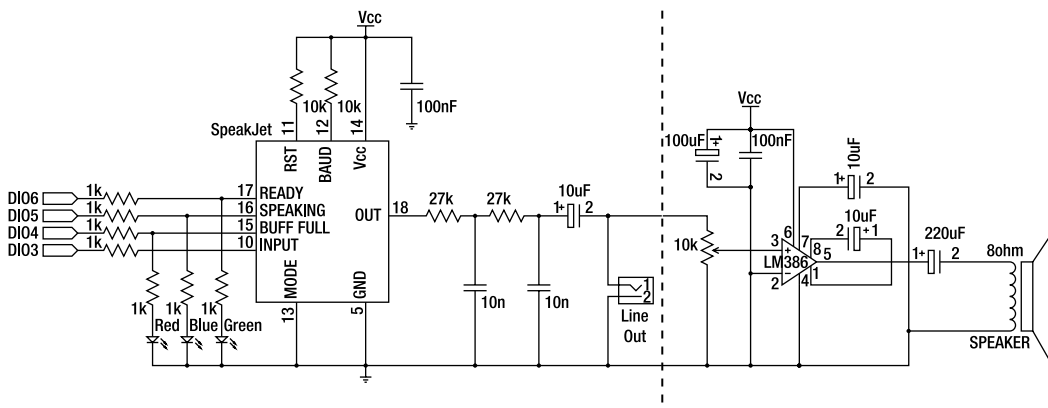 Vcc
10k
10k
100nF
SpeakJet
11
12
14
RST
BAUD
Vcc
DIO6
1k
17
READY
DIO5
1k
16
SPEAKING
DIO4
1k
15
BUFF FULL
DIO3
1k
10
INPUT
OUT
18
27k
27k
10uF
1+
2
MODE
GND
13
5
1k
1k
1k
Red
Blue
Green
10n
10n
1
2
Line
Out
Vcc
100uF
1+
2
100nF
10uF
1+
2
10k
3
6
7
+
LM386
−
2
4
8
5
1
10uF
2
+1
220uF
1+
2
8ohm
SPEAKER